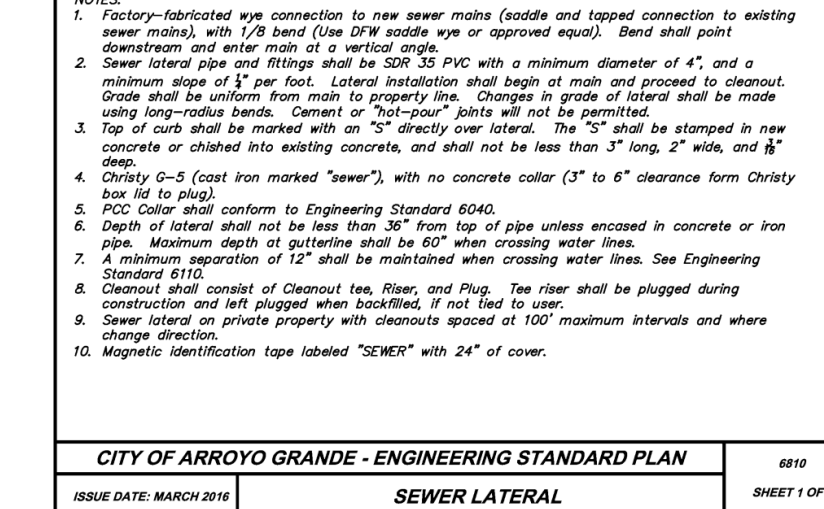 NOTES:
1. Factory-fabricated wye connection to new sewer mains (saddle and tapped connection to existing
sewer mains), with 1/8 bend (Use DFW saddle wye or approved equal). Bend shall point
downstream and enter main at a vertical angle.
2. Sewer lateral pipe and fittings shall be SDR 35 PVC with a minimum diameter of 4", and a
minimum slope of ¼" per foot. Lateral installation shall begin at main and proceed to cleanout.
Grade shall be uniform from main to property line. Changes in grade of lateral shall be made
using long-radius bends. Cement or "hot-pour" joints will not be permitted.
3. Top of curb shall be marked with an "S" directly over lateral. The "S" shall be stamped in new
concrete or chished into existing concrete, and shall not be less than 3" long, 2" wide, and 3/16"
deep.
4. Christy G-5 (cast iron marked "sewer"), with no concrete collar (3" to 6" clearance form Christy
box lid to plug).
5. PCC Collar shall conform to Engineering Standard 6040.
6. Depth of lateral shall not be less than 36" from top of pipe unless encased in concrete or iron
pipe. Maximum depth at gutterline shall be 60" when crossing water lines.
7. A minimum separation of 12" shall be maintained when crossing water lines. See Engineering
Standard 6110.
8. Cleanout shall consist of Cleanout tee, Riser, and Plug. Tee riser shall be plugged during
construction and left plugged when backfilled, if not tied to user.
9. Sewer lateral on private property with cleanouts spaced at 100' maximum intervals and where
change direction.
10. Magnetic identification tape labeled "SEWER" with 24" of cover.
CITY OF ARROYO GRANDE - ENGINEERING STANDARD PLAN
6810
ISSUE DATE: MARCH 2016
SEWER LATERAL
SHEET 1 OF